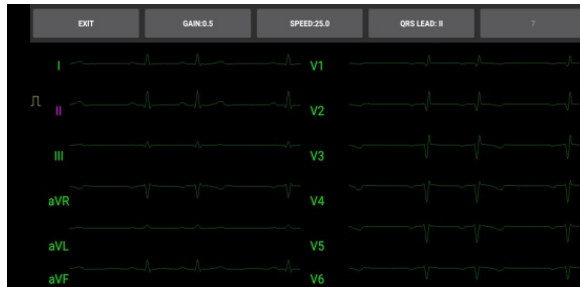 EXIT GAIN:0.5 SPEED:25.0 QRS LEAD: II ?
I V1
II V2
III V3
aVR V4
aVL V5
aVF V6